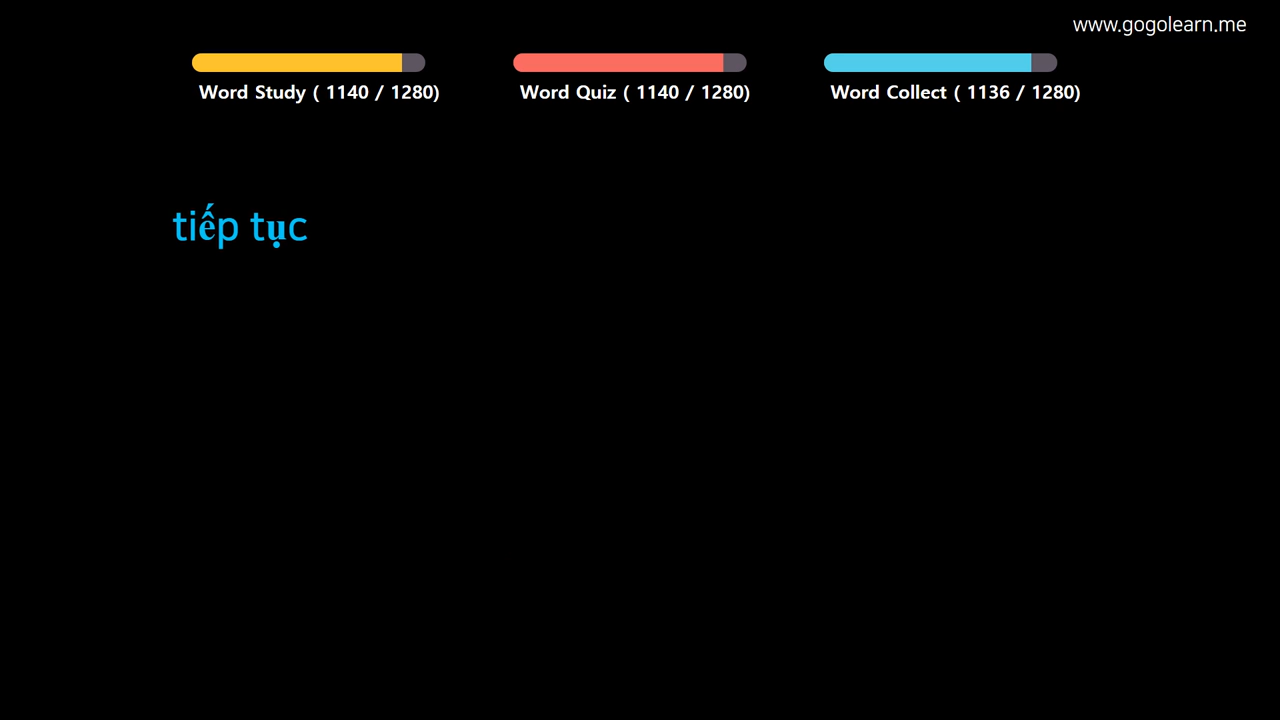 www.gogolearn.me
Word Study ( 1140 / 1280)
Word Quiz ( 1140 / 1280)
Word Collect ( 1136 / 1280)
tiếp tục